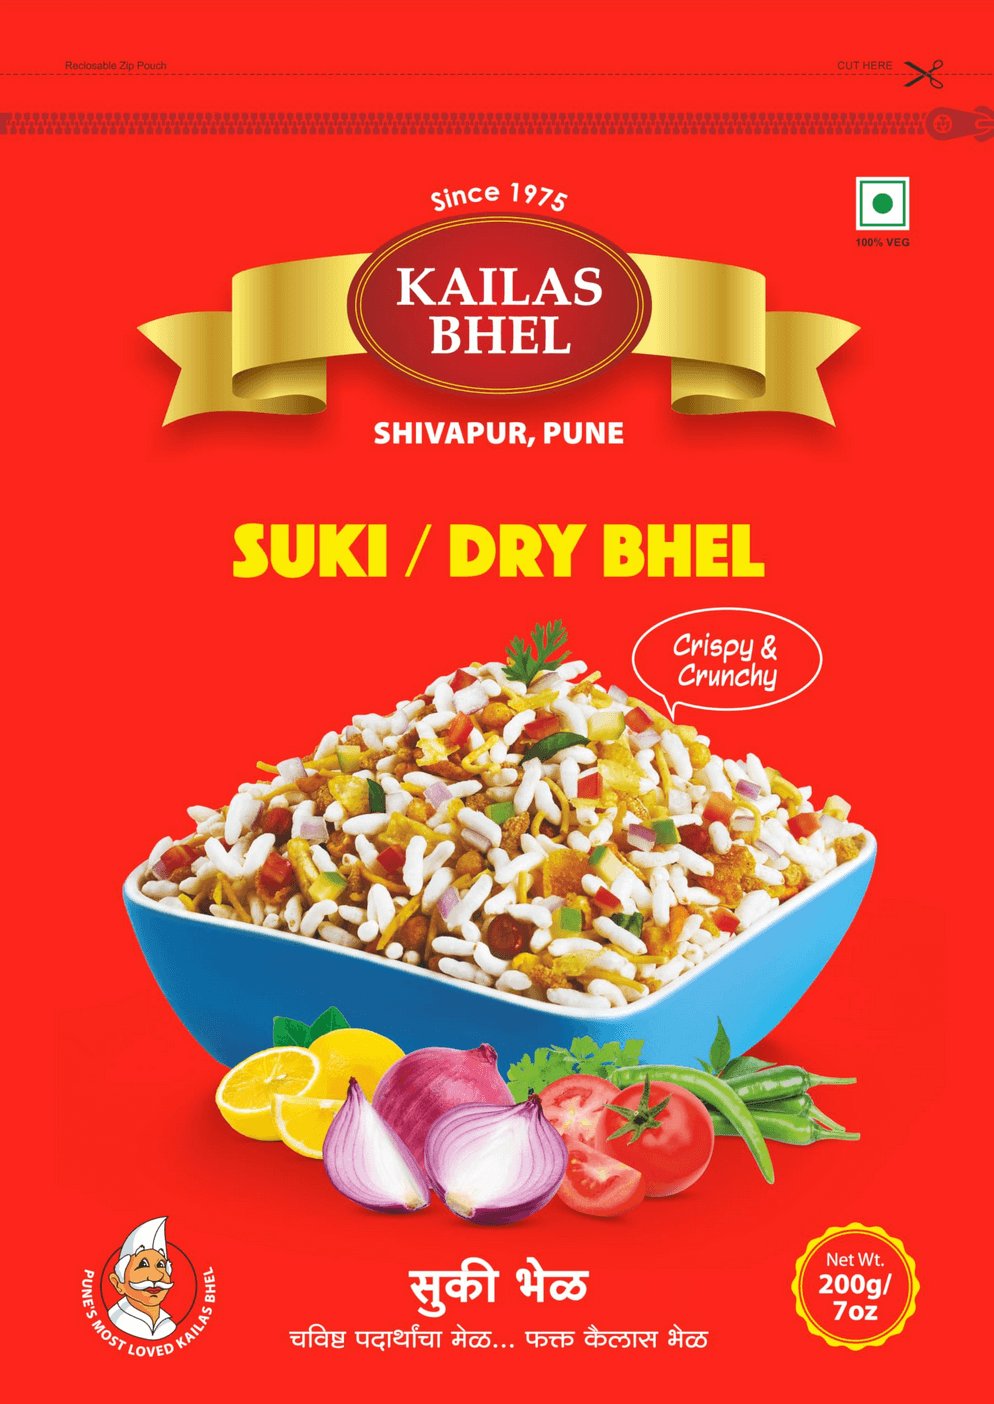 Reclosable Zip Pouch
CUT HERE
Since 1975
100% VEG
KAILAS
BHEL
SHIVAPUR, PUNE
SUKI / DRY BHEL
Crispy &
Crunchy
PUNE'S MOST LOVED KAILAS BHEL
सुकी भेळ
चविष्ट पदार्थांचा मेळ... फक्त कैलास भेळ
Net Wt.
200g/
7oz